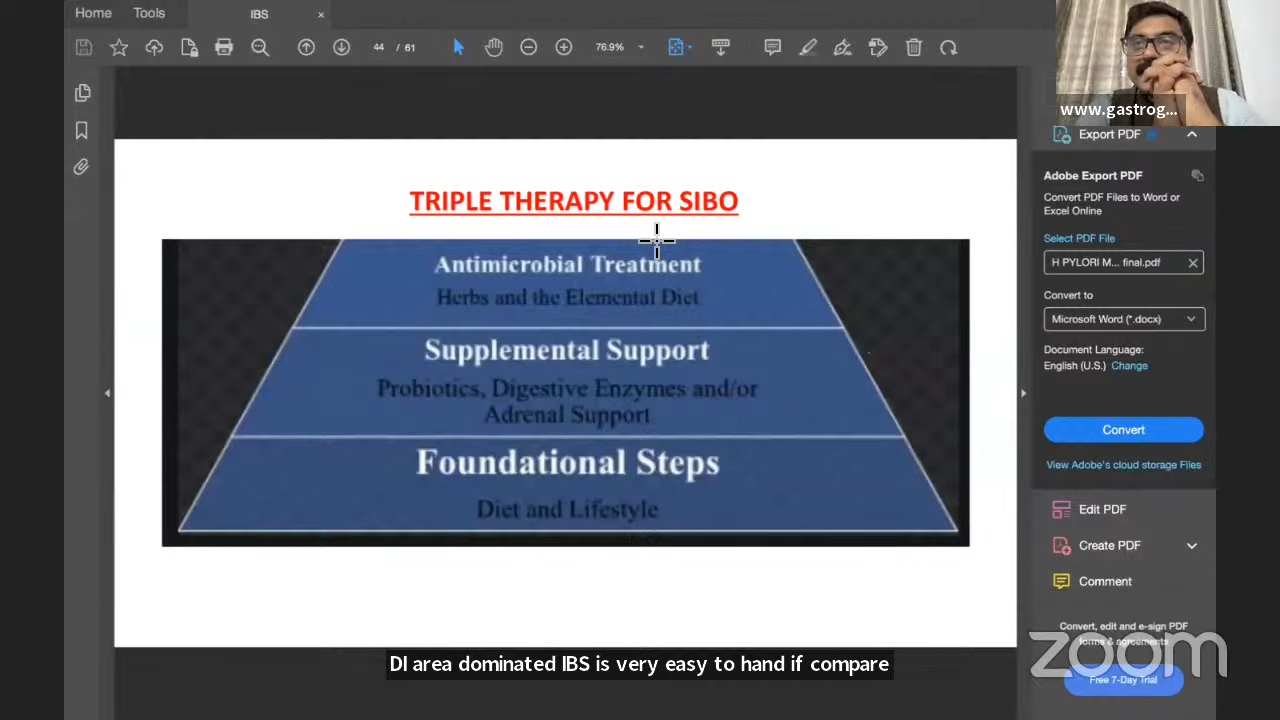 Home Tools IBS ×
44 / 61 76.9%
www.gastrog...
Export PDF
Adobe Export PDF
Convert PDF Files to Word or
Excel Online
Select PDF File
H PYLORI M... final.pdf
Convert to
Microsoft Word (*.docx)
Document Language:
English (U.S.) Change
Convert
View Adobe's cloud storage Files
Edit PDF
Create PDF
Comment
Convert, edit and e-sign PDF
forms & agreements
Free 7-Day Trial
TRIPLE THERAPY FOR SIBO
Antimicrobial Treatment
Herbs and the Elemental Diet
Supplemental Support
Probiotics, Digestive Enzymes and/or
Adrenal Support
Foundational Steps
Diet and Lifestyle
DI area dominated IBS is very easy to hand if compare
zoom